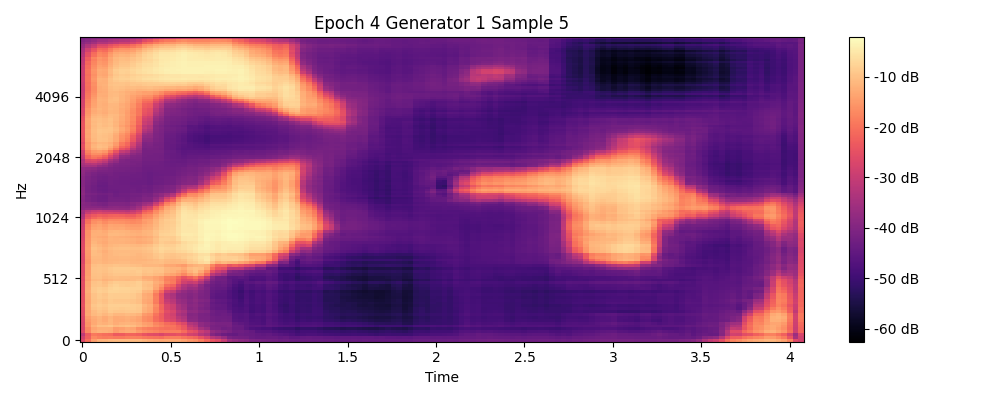 Epoch 4 Generator 1 Sample 5
Hz
4096
2048
1024
512
0
0 0.5 1 1.5 2 2.5 3 3.5 4
Time
-10 dB
-20 dB
-30 dB
-40 dB
-50 dB
-60 dB